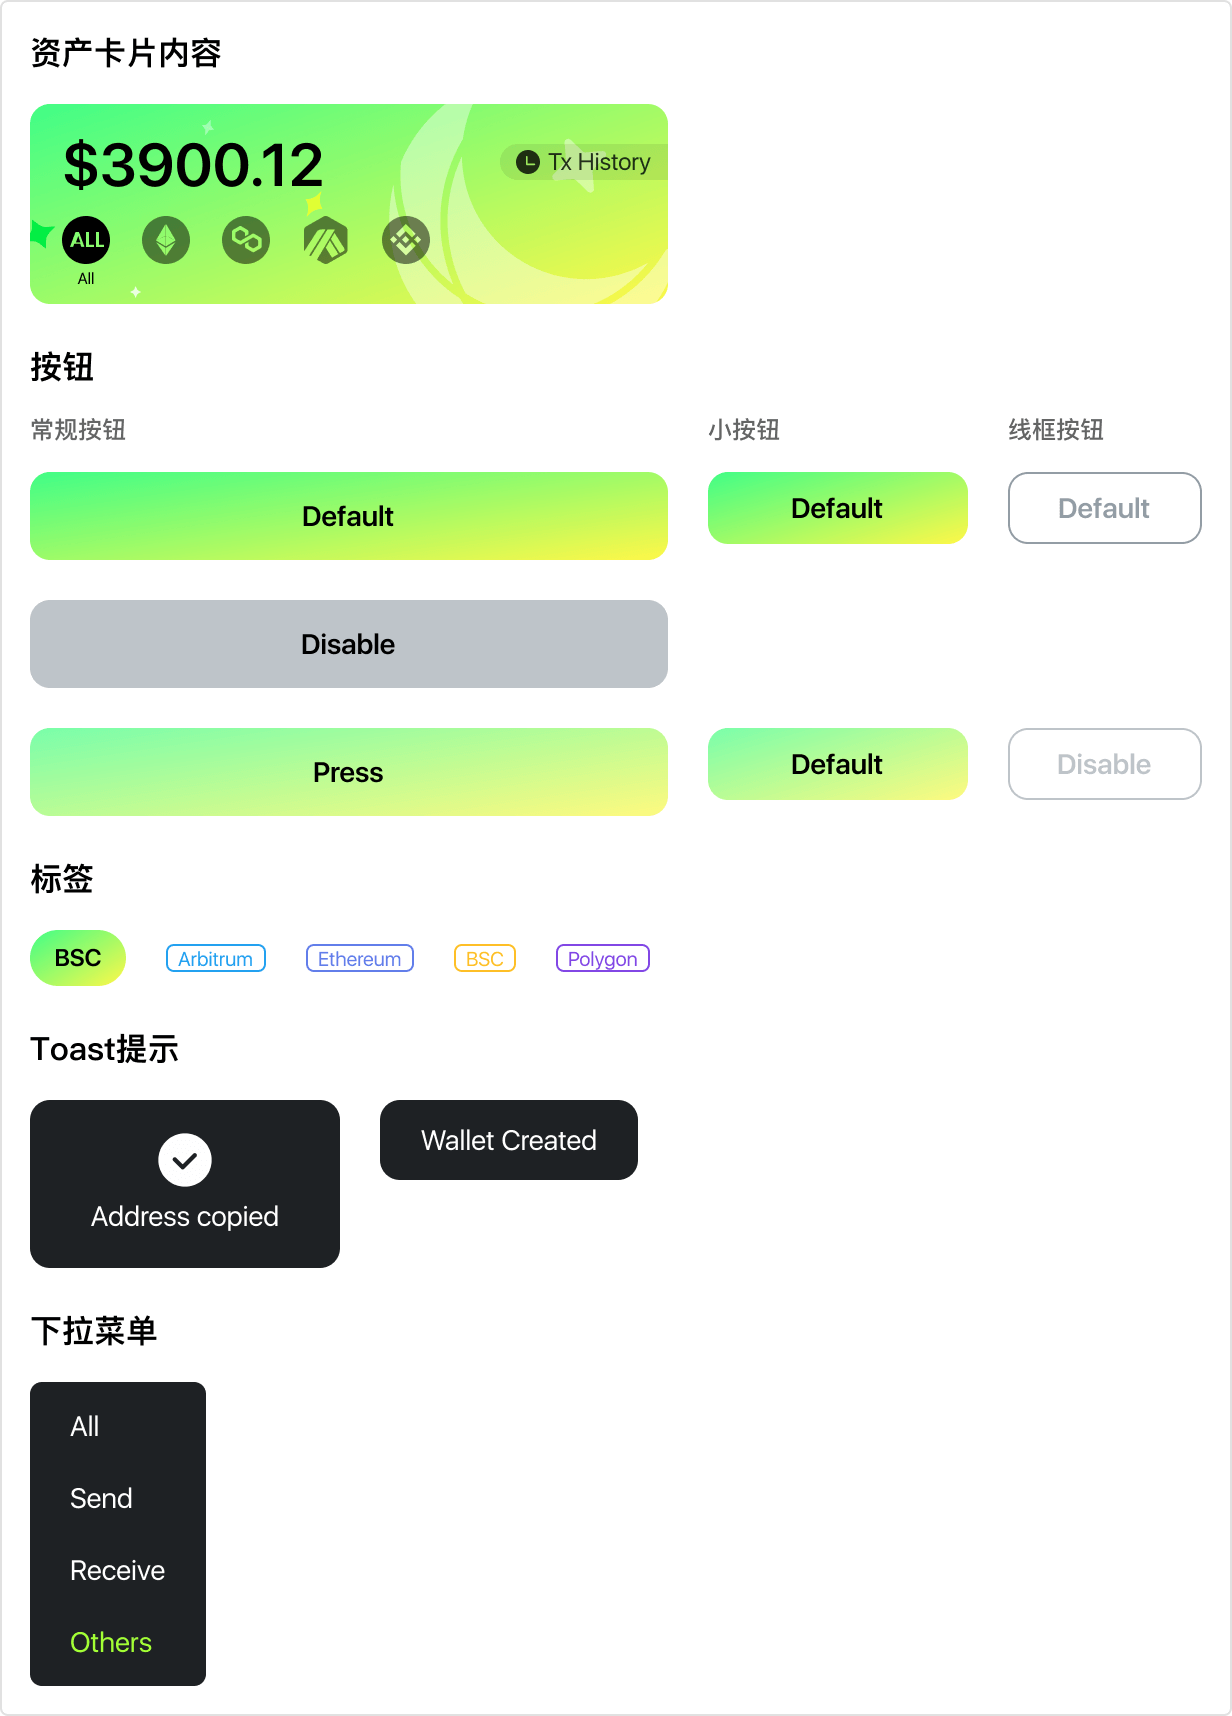 资产卡片内容
$3900.12
Tx History
ALL
All
按钮
常规按钮
小按钮
线框按钮
Default
Default
Default
Disable
Press
Default
Disable
标签
BSC
Arbitrum
Ethereum
BSC
Polygon
Toast提示
Address copied
Wallet Created
下拉菜单
All
Send
Receive
Others